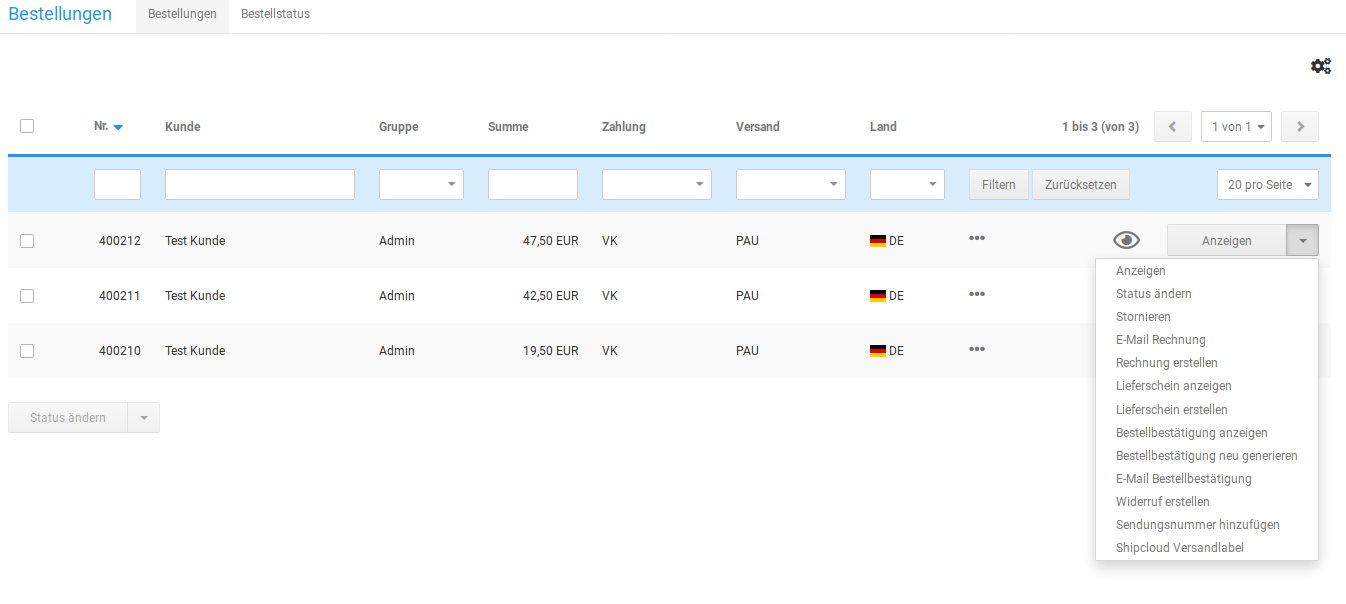 Bestellungen Bestellungen Bestellstatus
Nr. Kunde Gruppe Summe Zahlung Versand Land 1 bis 3 (von 3) 1 von 1
Filtern Zurücksetzen 20 pro Seite
400212 Test Kunde Admin 47,50 EUR VK PAU DE Anzeigen
400211 Test Kunde Admin 42,50 EUR VK PAU DE
400210 Test Kunde Admin 19,50 EUR VK PAU DE
Status ändern
Anzeigen
Status ändern
Stornieren
E-Mail Rechnung
Rechnung erstellen
Lieferschein anzeigen
Lieferschein erstellen
Bestellbestätigung anzeigen
Bestellbestätigung neu generieren
E-Mail Bestellbestätigung
Widerruf erstellen
Sendungsnummer hinzufügen
Shipcloud Versandlabel